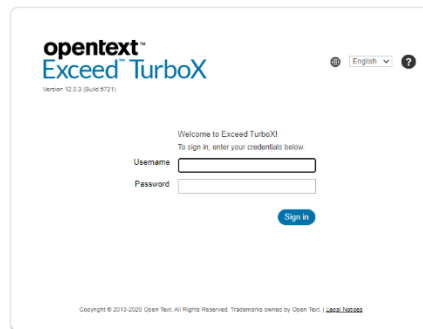 opentext™
Exceed™ TurboX
Version 12.0.3 (Build 8721)
English
?
Welcome to Exceed TurboX!
To sign in, enter your credentials below.
Username
Password
Sign in
Copyright © 2013-2020 Open Text. All Rights Reserved. Trademarks owned by Open Text. | Legal Notices